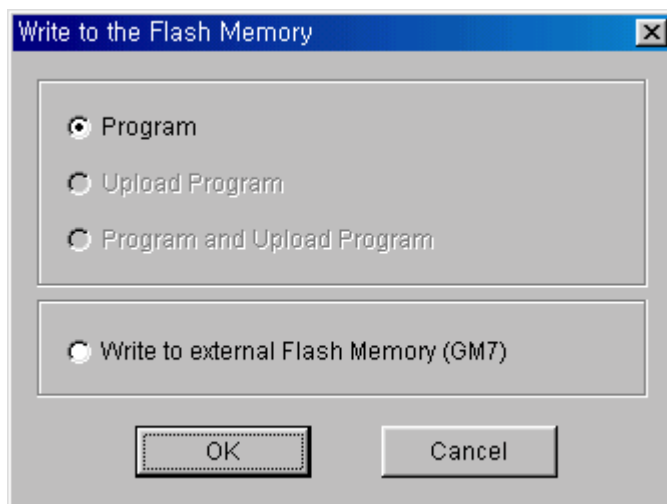 Write to the Flash Memory
Program
Upload Program
Program and Upload Program
Write to external Flash Memory (GM7)
OK Cancel